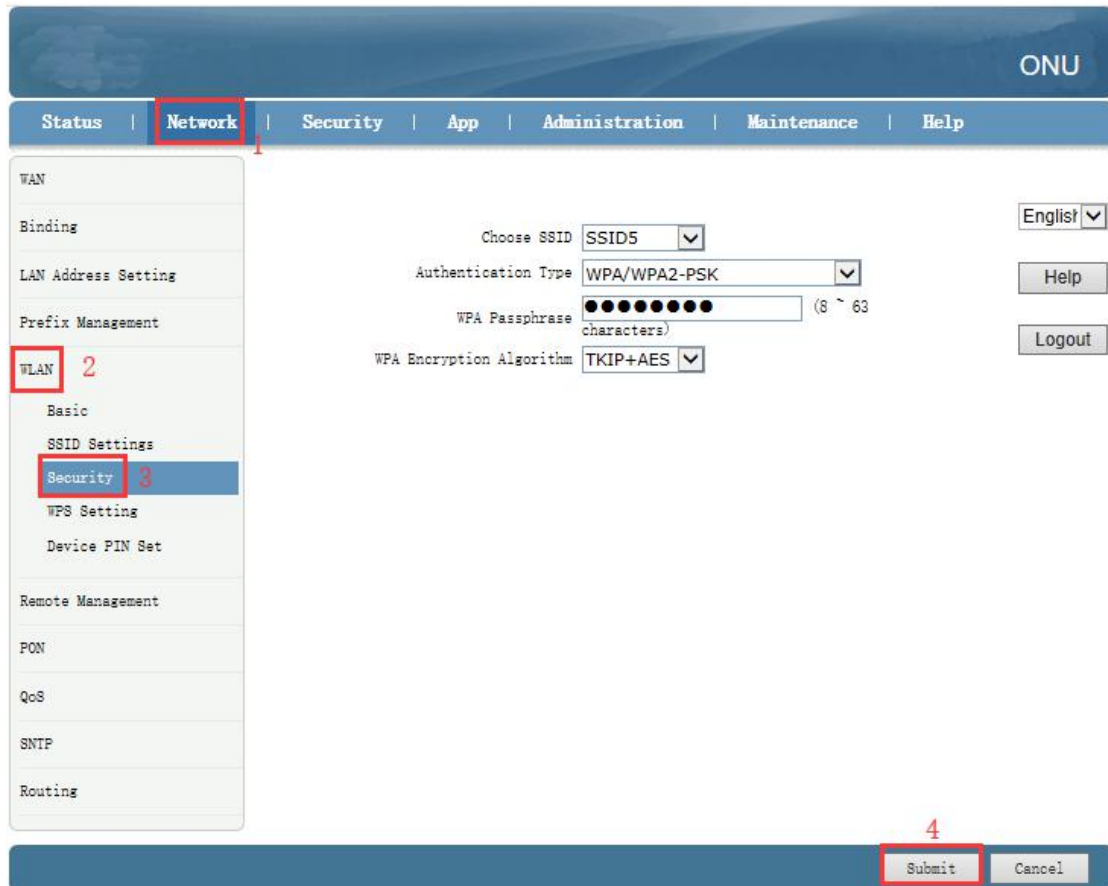 ONU
Status | Network | Security | App | Administration | Maintenance | Help
1
WAN
Binding
LAN Address Setting
Prefix Management
WLAN 2
Basic
SSID Settings
Security 3
WPS Setting
Device PIN Set
Remote Management
PON
QoS
SNTP
Routing
Choose SSID SSID5
Authentication Type WPA/WPA2-PSK
WPA Passphrase ●●●●●●●● (8 ~ 63
characters)
WPA Encryption Algorithm TKIP+AES
English
Help
Logout
4
Submit Cancel